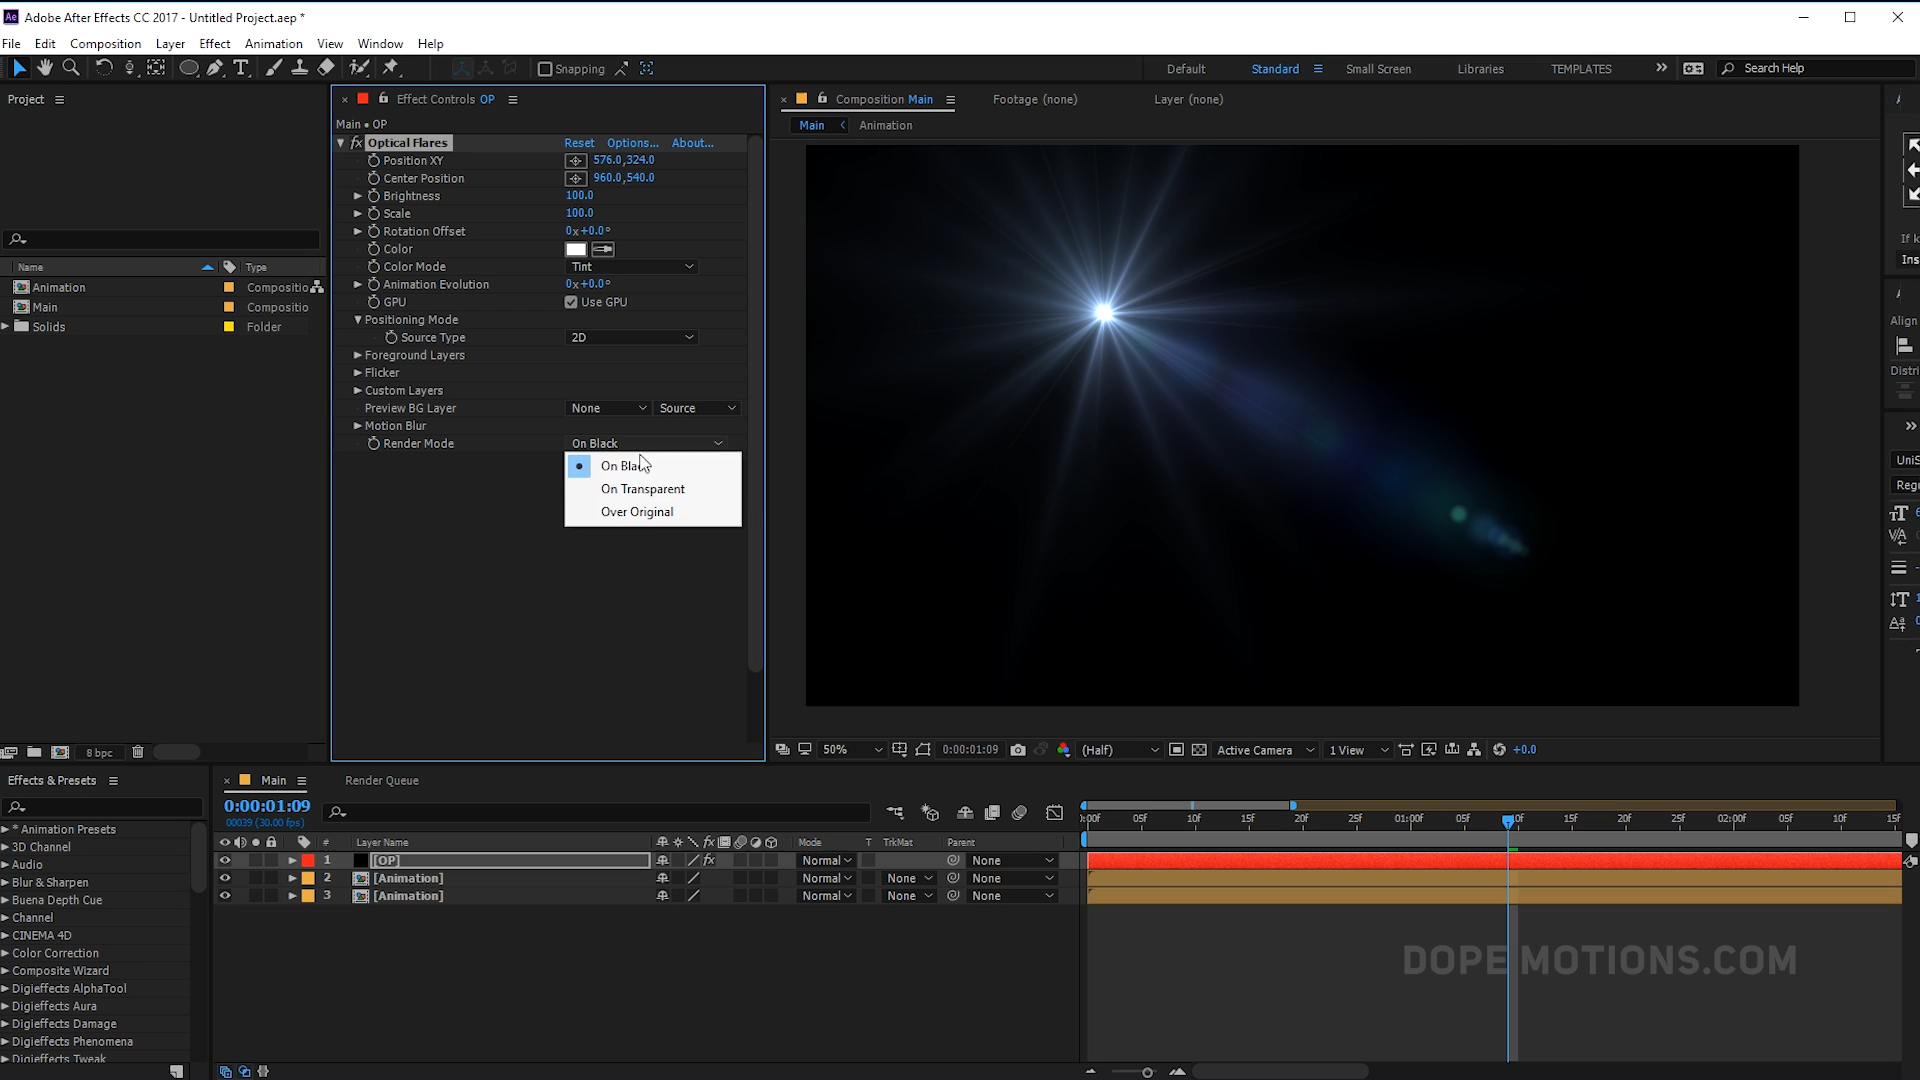 Adobe After Effects CC 2017 - Untitled Project.aep *
File Edit Composition Layer Effect Animation View Window Help
Snapping
Default Standard Small Screen Libraries TEMPLATES Search Help
Project
Name Type
Animation Compositio
Main Compositio
Solids Folder
8 bpc
Effect Controls OP
Main • OP
fx Optical Flares Reset Options... About...
Position XY 576.0,324.0
Center Position 960.0,540.0
Brightness 100.0
Scale 100.0
Rotation Offset 0x+0.0°
Color
Color Mode Tint
Animation Evolution 0x+0.0°
GPU Use GPU
Positioning Mode
Source Type 2D
Foreground Layers
Flicker
Custom Layers
Preview BG Layer None Source
Motion Blur
Render Mode On Black
On Black
On Transparent
Over Original
Composition Main Footage (none) Layer (none)
Main Animation
50% 0:00:01:09 (Half) Active Camera 1 View +0.0
If k
Ins
Align
Distri
UniS
Regr
Effects & Presets
* Animation Presets
3D Channel
Audio
Blur & Sharpen
Buena Depth Cue
Channel
CINEMA 4D
Color Correction
Composite Wizard
Digieffects AlphaTool
Digieffects Aura
Digieffects Damage
Digieffects Phenomena
Digieffects Tweak
Main Render Queue
0:00:01:09
00039 (30.00 fps)
# Layer Name Mode T TrkMat Parent
1 [OP] Normal None
2 [Animation] Normal None None
3 [Animation] Normal None None
:00F 05F 10F 15F 20F 25F 01:00F 05F 10F 15F 20F 25F 02:00F 05F 10F 15F
DOPE MOTIONS.COM